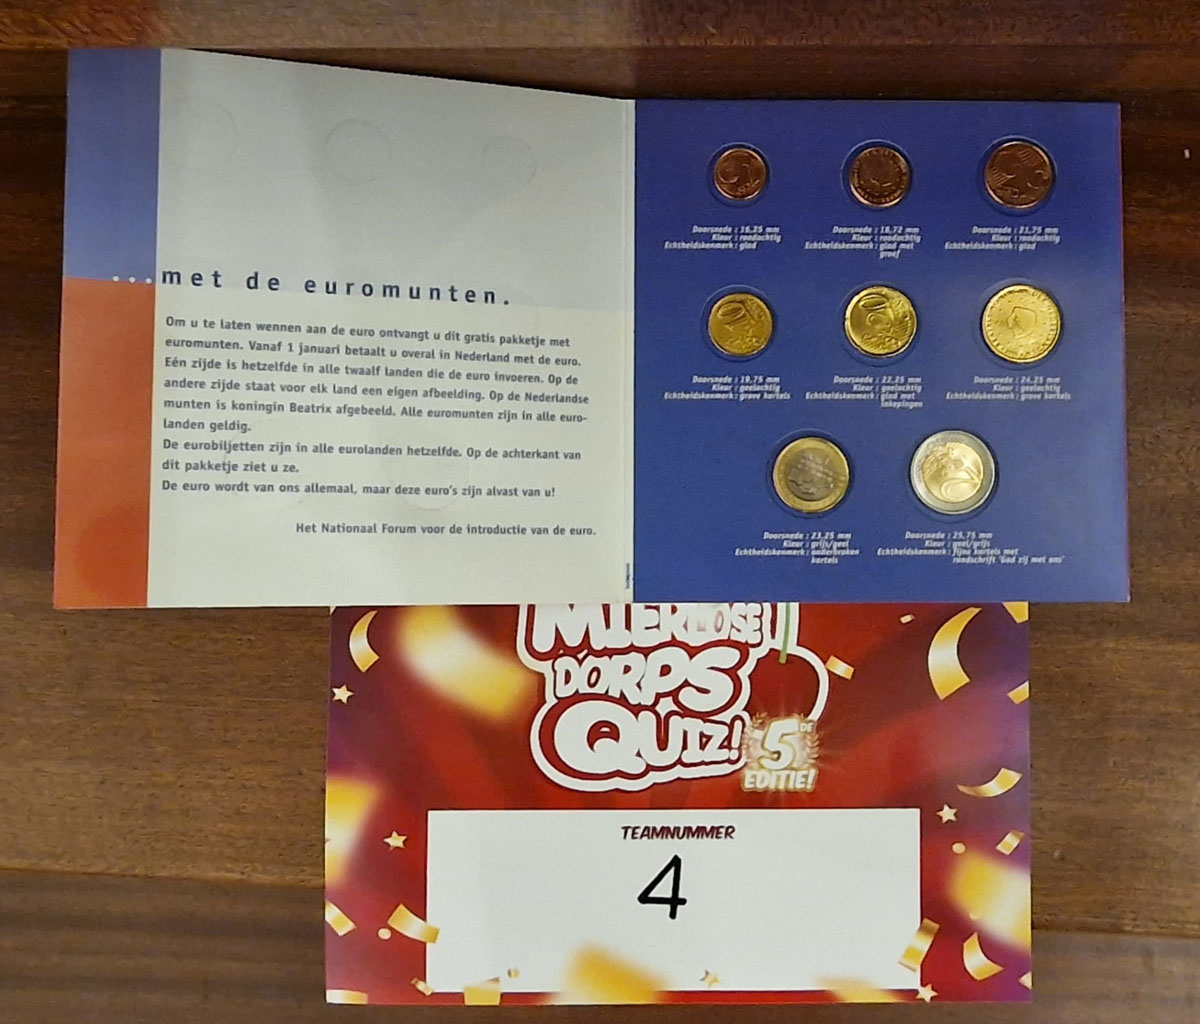 ...met de euromunten.
Om u te laten wennen aan de euro ontvangt u dit gratis pakketje met
euromunten. Vanaf 1 januari betaalt u overal in Nederland met de euro.
Eén zijde is hetzelfde in alle twaalf landen die de euro invoeren. Op de
andere zijde staat voor elk land een eigen afbeelding. Op de Nederlandse
munten is koningin Beatrix afgebeeld. Alle euromunten zijn in alle euro-
landen geldig.
De eurobiljetten zijn in alle eurolanden hetzelfde. Op de achterkant van
dit pakketje ziet u ze.
De euro wordt van ons allemaal, maar deze euro's zijn alvast van u!
Het Nationaal Forum voor de introductie van de euro.
Doorsnede : 16,25 mm
Kleur : roodachtig
Echtheidskenmerk : glad
Doorsnede : 18,72 mm
Kleur : roodachtig
Echtheidskenmerk : glad met
groef
Doorsnede : 21,75 mm
Kleur : roodachtig
Echtheidskenmerk : glad
Doorsnede : 19,75 mm
Kleur : geelachtig
Echtheidskenmerk : grove kartels
Doorsnede : 22,25 mm
Kleur : geelachtig
Echtheidskenmerk : glad met
inkepingen
Doorsnede : 24,25 mm
Kleur : geelachtig
Echtheidskenmerk : grove kartels
Doorsnede : 23,25 mm
Kleur : grijs/geel
Echtheidskenmerk : onderbroken
kartels
Doorsnede : 25,75 mm
Kleur : geel/grijs
Echtheidskenmerk : fijne kartels met
randschrift 'God zij met ons'
MIERLOSE
DORPS
QUIZ!
5DE
EDITIE!
TEAMNUMMER
4